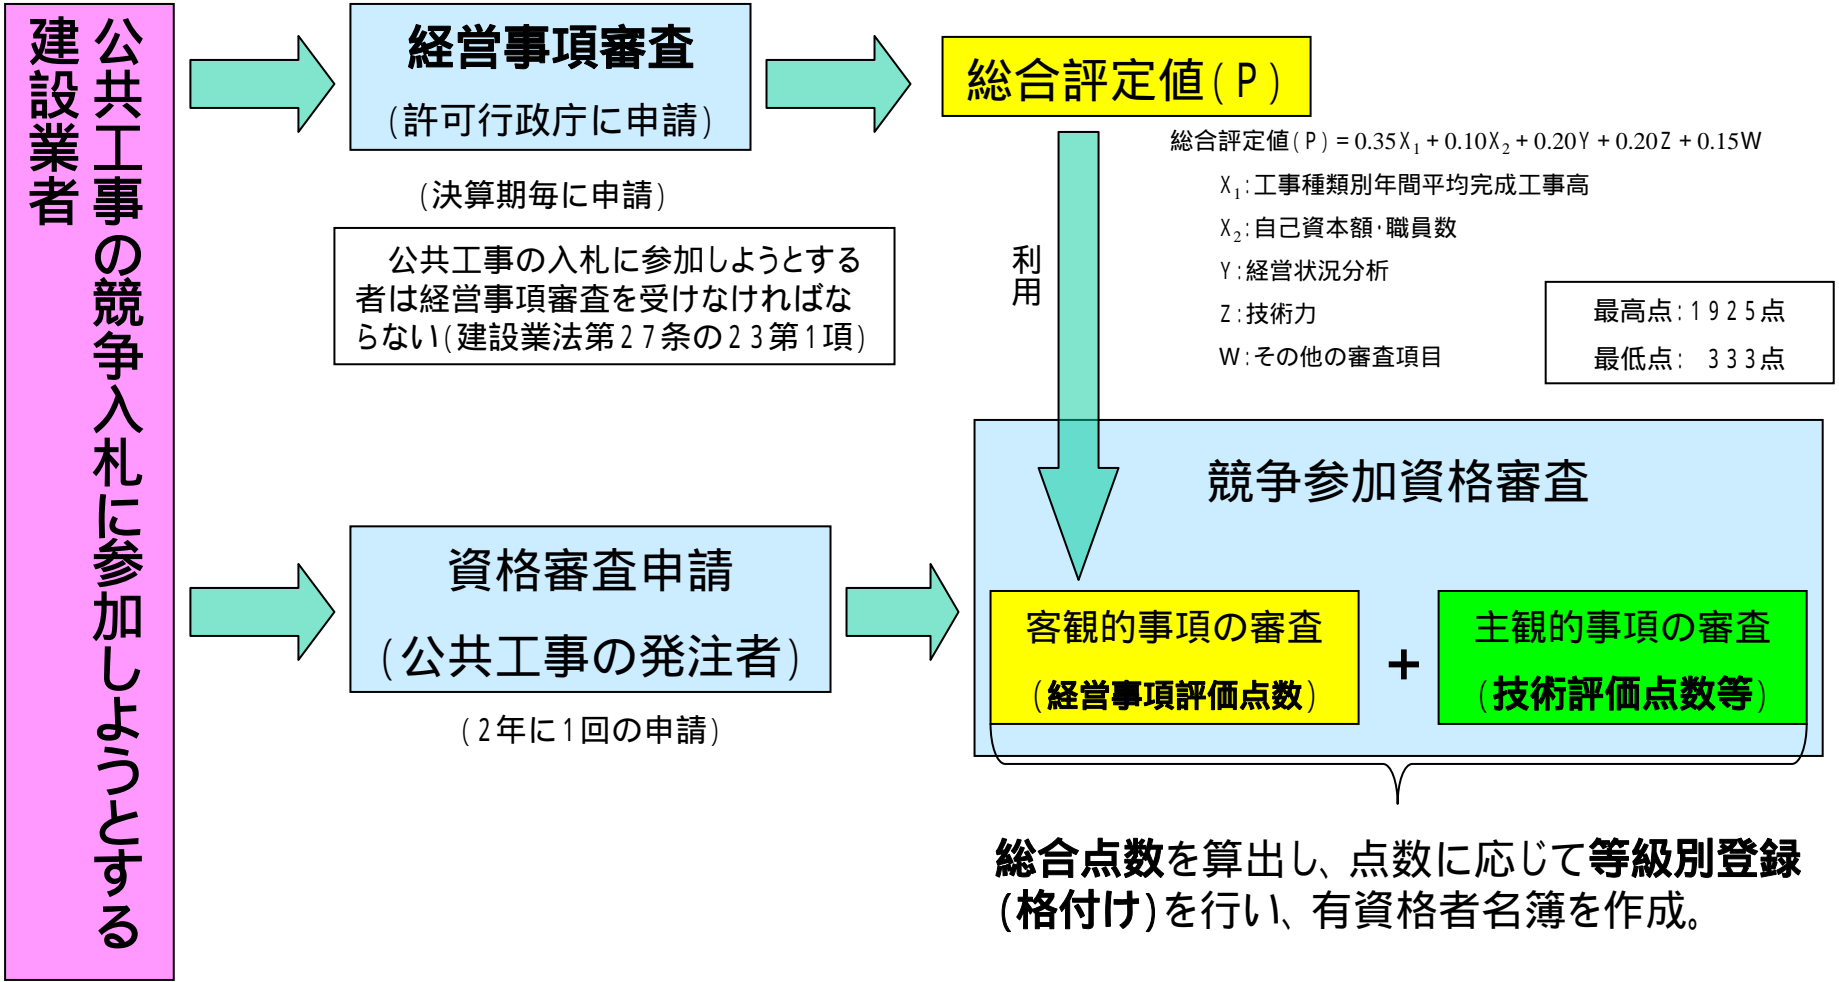 公共工事の競争入札に参加しようとする
建設業者
経営事項審査
(許可行政庁に申請)
(決算期毎に申請)
公共工事の入札に参加しようとする
者は経営事項審査を受けなければな
らない(建設業法第27条の23第1項)
総合評定値(P)
総合評定値(P) = 0.35X₁ + 0.10X₂ + 0.20Y + 0.20Z + 0.15W
X₁:工事種類別年間平均完成工事高
X₂:自己資本額・職員数
Y:経営状況分析
Z:技術力
W:その他の審査項目
最高点:1925点
最低点: 333点
利用
資格審査申請
(公共工事の発注者)
(2年に1回の申請)
競争参加資格審査
客観的事項の審査
(経営事項評価点数)
+
主観的事項の審査
(技術評価点数等)
総合点数を算出し、点数に応じて等級別登録
(格付け)を行い、有資格者名簿を作成。